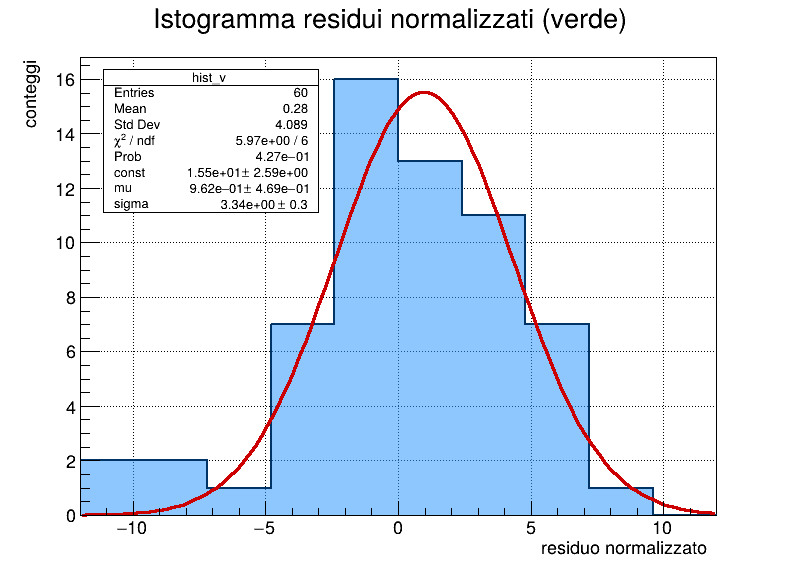 Istogramma residui normalizzati (verde)
conteggi
hist_v
Entries 60
Mean 0.28
Std Dev 4.089
χ² / ndf 5.97e+00 / 6
Prob 4.27e−01
const 1.55e+01± 2.59e+00
mu 9.62e−01± 4.69e−01
sigma 3.34e+00 ± 0.3
16
14
12
10
8
6
4
2
0
−10 −5 0 5 10
residuo normalizzato